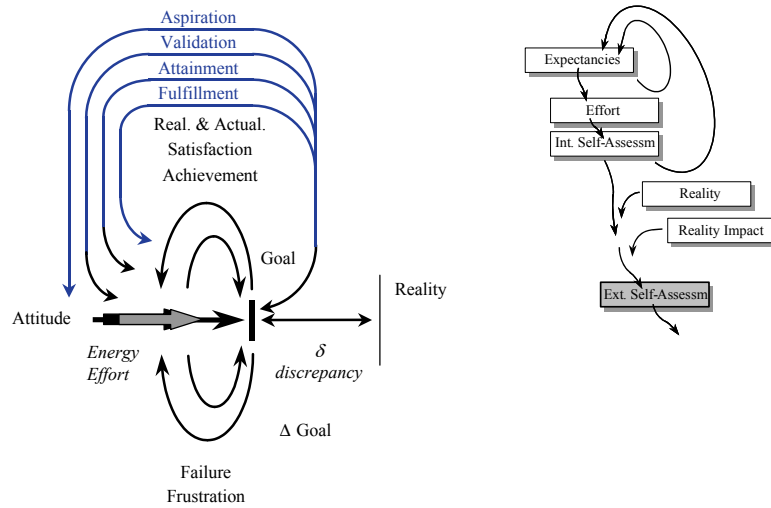 Aspiration
Validation
Attainment
Fulfillment
Real. & Actual.
Satisfaction
Achievement
Goal
Reality
Attitude
Energy
Effort
δ
discrepancy
Δ Goal
Failure
Frustration
Expectancies
Effort
Int. Self-Assessm
Reality
Reality Impact
Ext. Self-Assessm